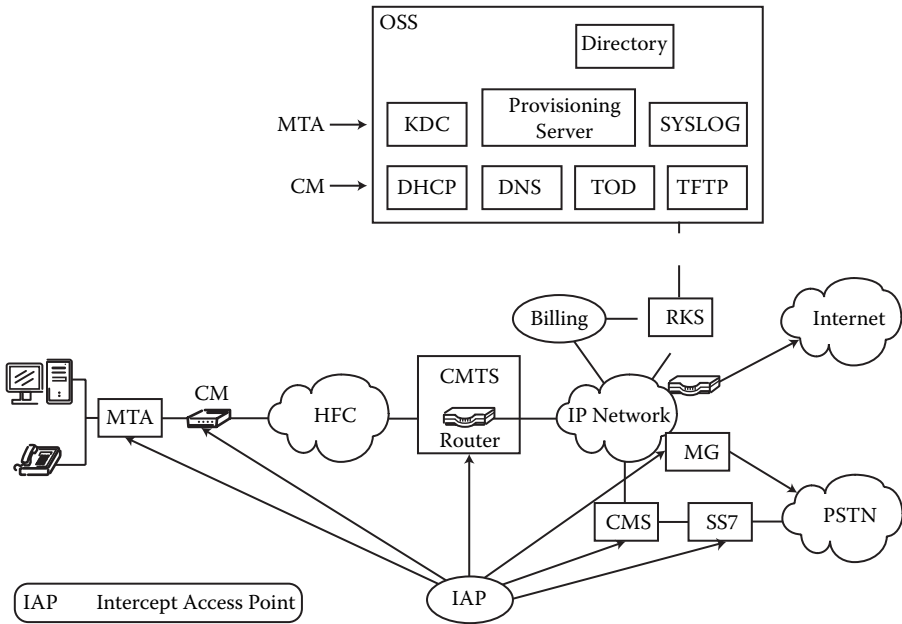 OSS
Directory
MTA
KDC
Provisioning
Server
SYSLOG
CM
DHCP
DNS
TOD
TFTP
Billing
RKS
Internet
CMTS
CM
MTA
HFC
Router
IP Network
MG
CMS
SS7
PSTN
IAP
IAP Intercept Access Point